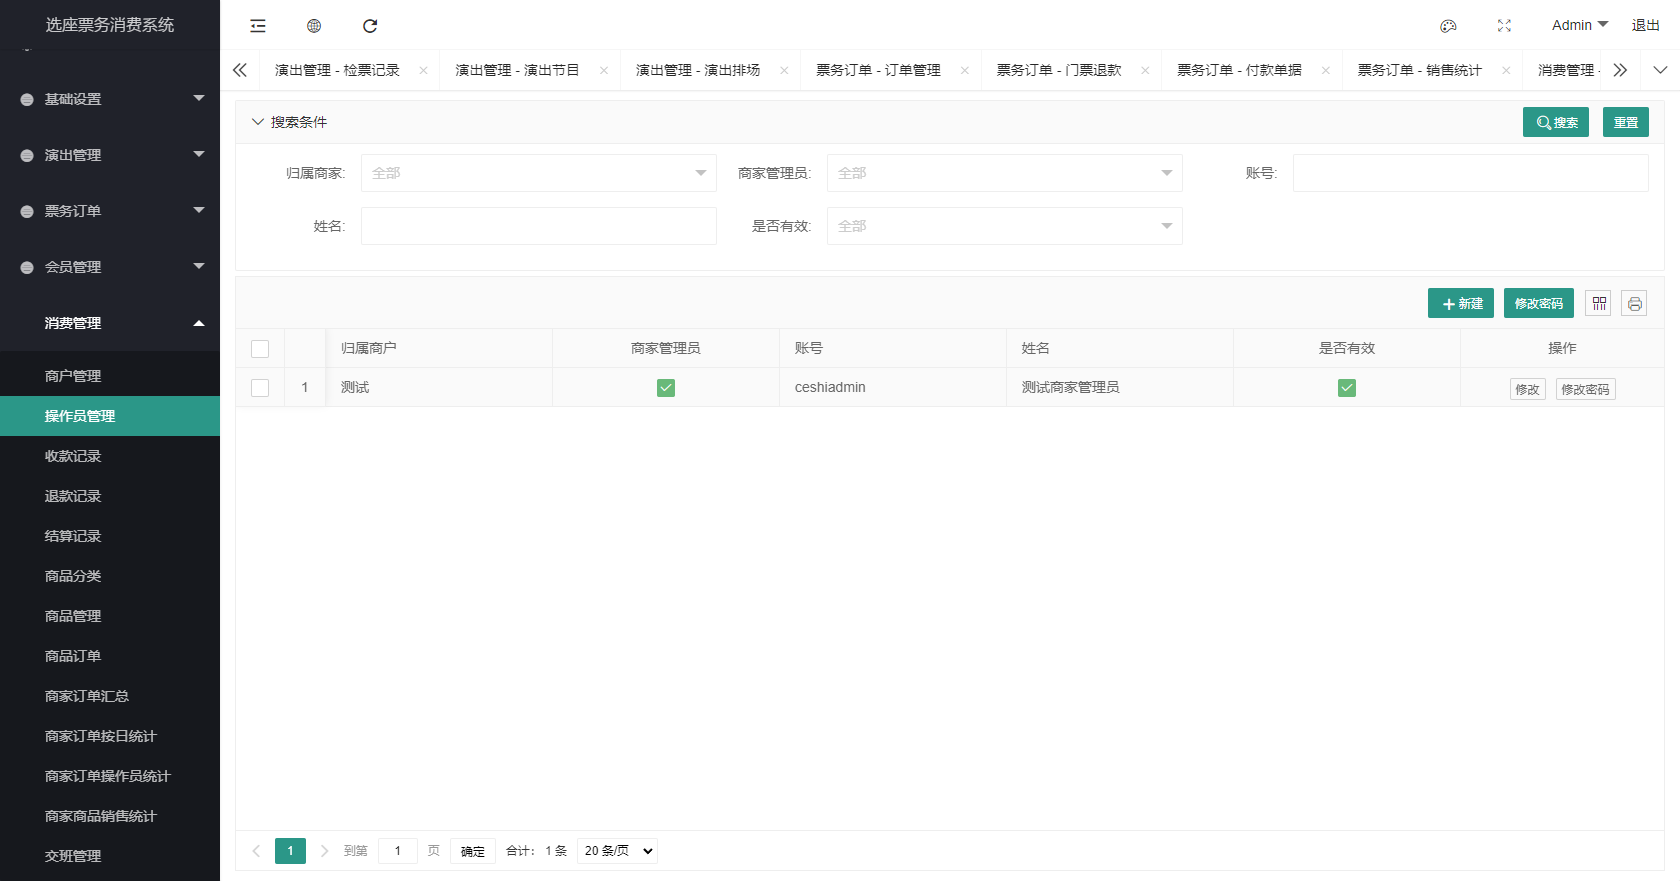 选座票务消费系统
Admin
退出
演出管理 - 检票记录
演出管理 - 演出节目
演出管理 - 演出排场
票务订单 - 订单管理
票务订单 - 门票退款
票务订单 - 付款单据
票务订单 - 销售统计
消费管理 -
基础设置
演出管理
票务订单
会员管理
消费管理
商户管理
操作员管理
收款记录
退款记录
结算记录
商品分类
商品管理
商品订单
商家订单汇总
商家订单按日统计
商家订单操作员统计
商家商品销售统计
交班管理
搜索条件
搜索
重置
归属商家: 全部
商家管理员: 全部
账号:
姓名:
是否有效: 全部
新建
修改密码
归属商户 商家管理员 账号 姓名 是否有效 操作
1 测试 ceshiadmin 测试商家管理员 修改 修改密码
1 到第 1 页 确定 合计: 1 条 20 条/页